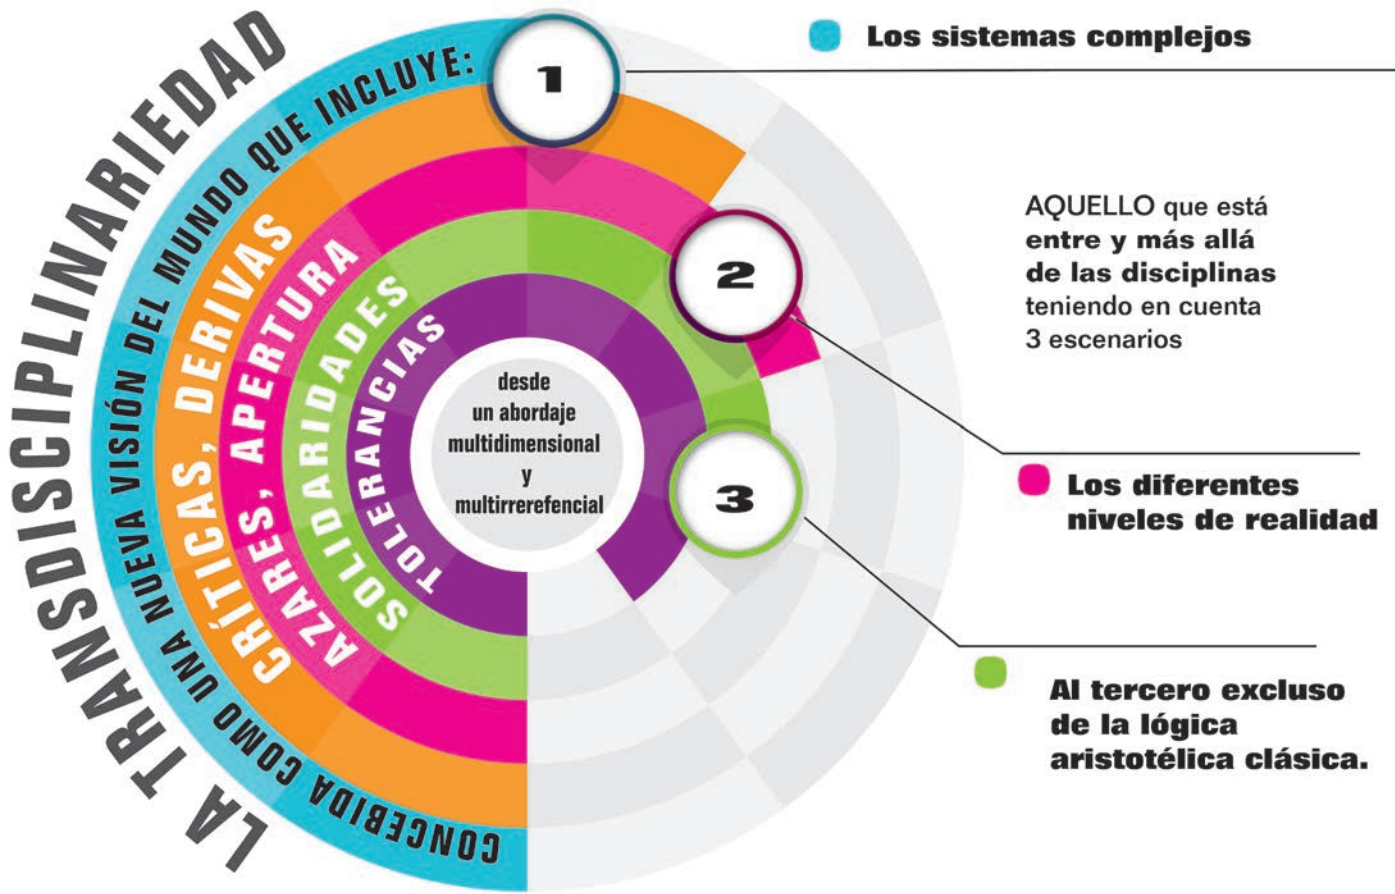 LA TRANSDISCIPLINARIEDAD
CONCEBIDA COMO UNA NUEVA VISIÓN DEL MUNDO QUE INCLUYE:
CRÍTICAS, DERIVAS
AZARES, APERTURA
SOLIDARIDADES
TOLERANCIAS
desde
un abordaje
multidimensional
y
multirrerefencial
1
Los sistemas complejos
AQUELLO que está
entre y más allá
de las disciplinas
teniendo en cuenta
3 escenarios
2
Los diferentes
niveles de realidad
3
Al tercero excluso
de la lógica
aristotélica clásica.